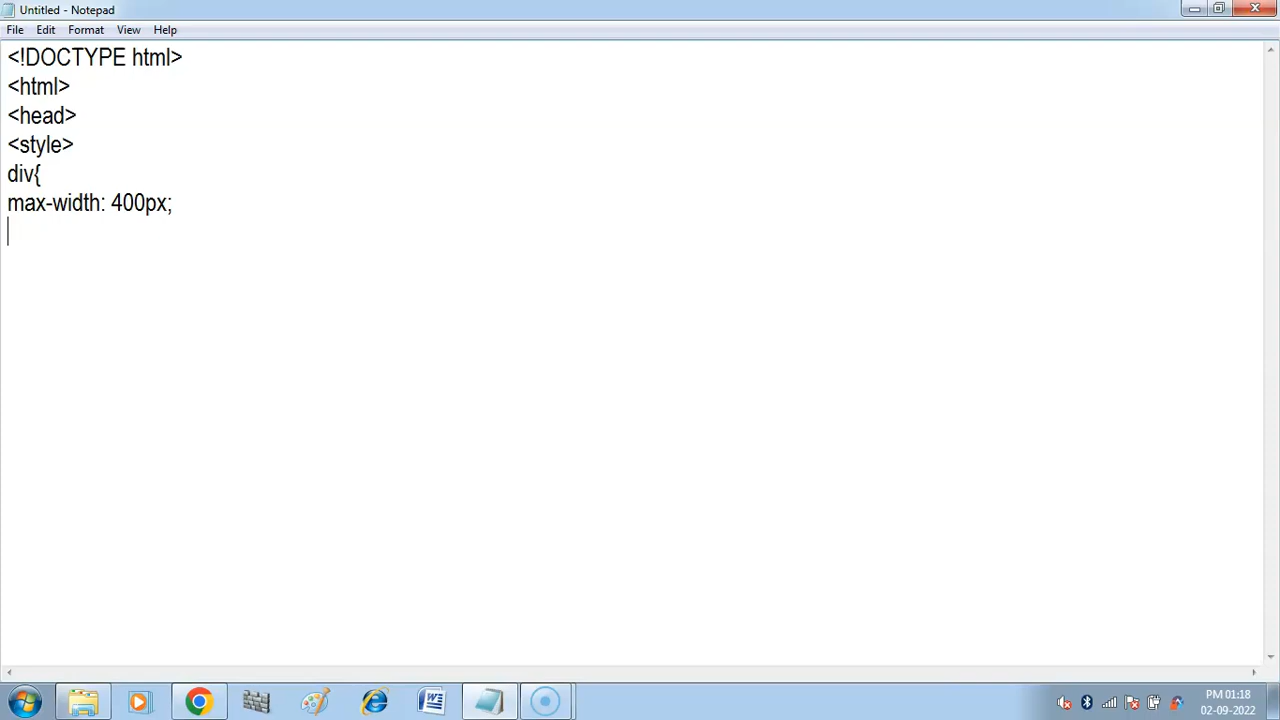 Untitled - Notepad
File Edit Format View Help
<!DOCTYPE html>
<html>
<head>
<style>
div{
max-width: 400px;
PM 01:18
02-09-2022